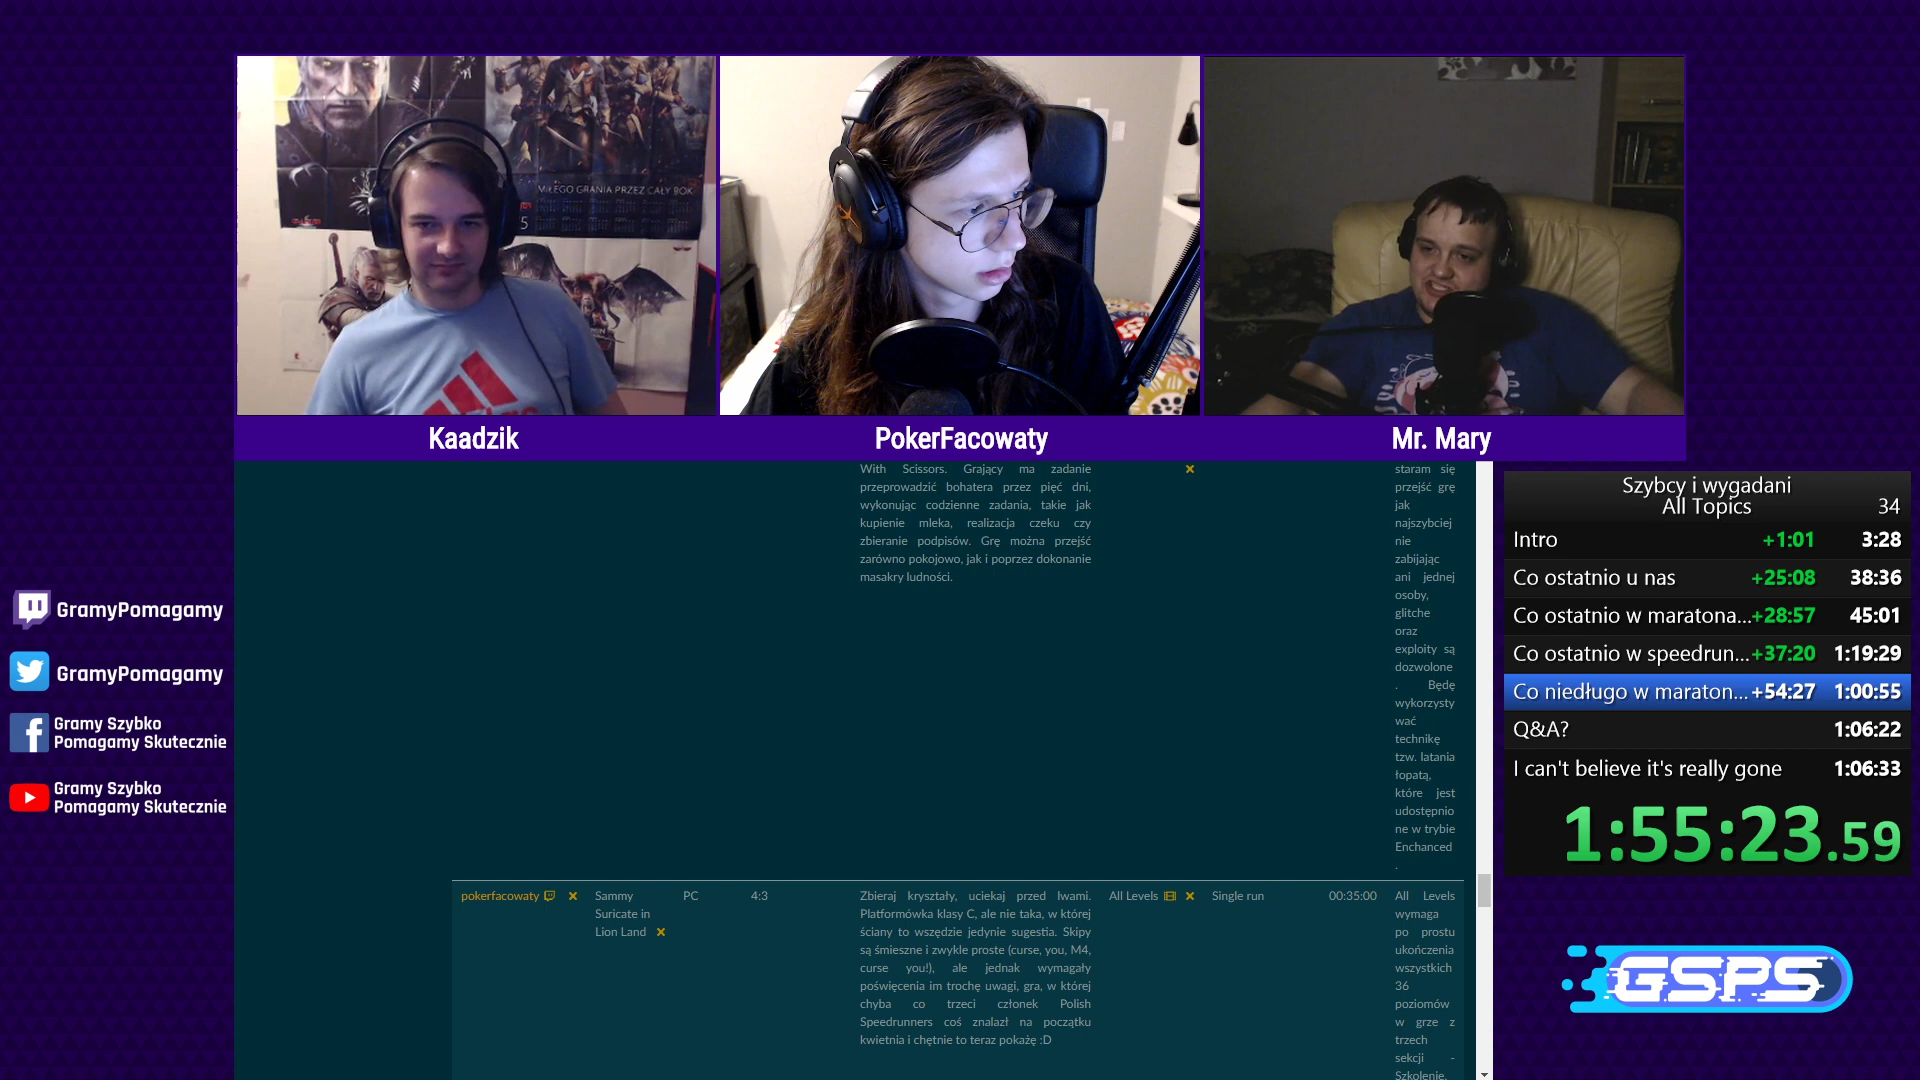 MIŁEGO GRANIA PRZEZ CAŁY ROK
5
Kaadzik
PokerFacowaty
Mr. Mary
With Scissors. Grający ma zadanie
przeprowadzić bohatera przez pięć dni,
wykonując codzienne zadania, takie jak
kupienie mleka, realizacja czeku czy
zbieranie podpisów. Grę można przejść
zarówno pokojowo, jak i poprzez dokonanie
masakry ludności.
staram się
przejść grę
jak
najszybciej
nie
zabijając
ani jednej
osoby,
glitche
oraz
exploity są
dozwolone
. Będę
wykorzysty
wać
technikę
tzw. latania
łopatą,
które jest
udostępnio
ne w trybie
Enchanced
.
pokerfacowaty
Sammy
Suricate in
Lion Land
PC
4:3
Zbieraj kryształy, uciekaj przed lwami.
Platformówka klasy C, ale nie taka, w której
ściany to wszędzie jedynie sugestia. Skipy
są śmieszne i zwykle proste (curse, you, M4,
curse you!), ale jednak wymagały
poświęcenia im trochę uwagi, gra, w której
chyba co trzeci członek Polish
Speedrunners coś znalazł na początku
kwietnia i chętnie to teraz pokażę :D
All Levels
Single run
00:35:00
All Levels
wymaga
po prostu
ukończenia
wszystkich
36
poziomów
w grze z
trzech
sekcji -
Szkolenie,
GramyPomagamy
GramyPomagamy
Gramy Szybko
Pomagamy Skutecznie
Gramy Szybko
Pomagamy Skutecznie
Szybcy i wygadani
All Topics 34
Intro +1:01 3:28
Co ostatnio u nas +25:08 38:36
Co ostatnio w maratona... +28:57 45:01
Co ostatnio w speedrun... +37:20 1:19:29
Co niedługo w maraton... +54:27 1:00:55
Q&A? 1:06:22
I can't believe it's really gone 1:06:33
1:55:23.59
GSPS